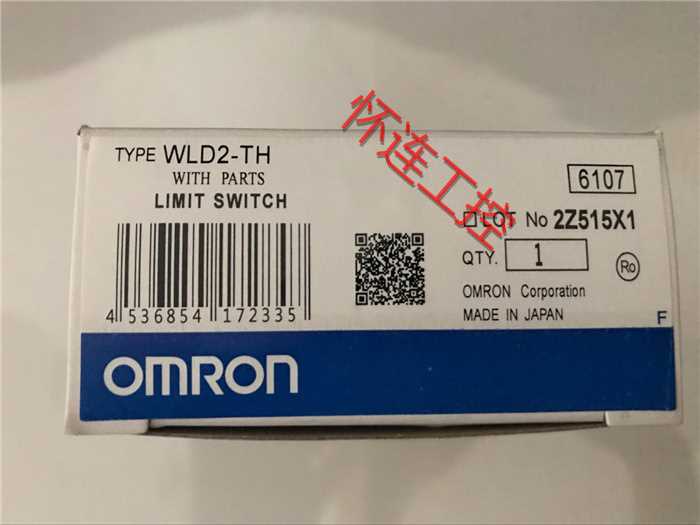 TYPE WLD2-TH
WITH PARTS
LIMIT SWITCH
4 536854 172335
6107
LOT No 2Z515X1
QTY. 1
Ro
OMRON Corporation
MADE IN JAPAN
F
OMRON
怀连工控